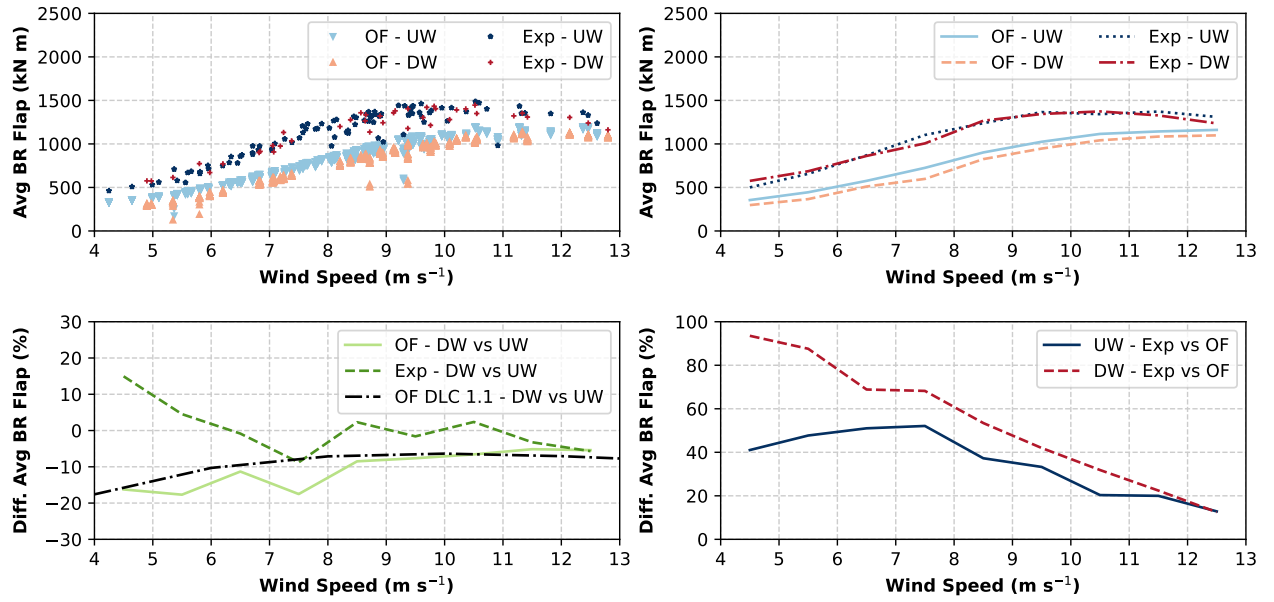 2500
2000
1500
1000
500
0
Avg BR Flap (kN m)
OF - UW
OF - DW
Exp - UW
Exp - DW
4 5 6 7 8 9 10 11 12 13
Wind Speed (m s⁻¹)
2500
2000
1500
1000
500
0
Avg BR Flap (kN m)
OF - UW
OF - DW
Exp - UW
Exp - DW
4 5 6 7 8 9 10 11 12 13
Wind Speed (m s⁻¹)
30
20
10
0
−10
−20
−30
Diff. Avg BR Flap (%)
OF - DW vs UW
Exp - DW vs UW
OF DLC 1.1 - DW vs UW
4 5 6 7 8 9 10 11 12 13
Wind Speed (m s⁻¹)
100
80
60
40
20
0
Diff. Avg BR Flap (%)
UW - Exp vs OF
DW - Exp vs OF
4 5 6 7 8 9 10 11 12 13
Wind Speed (m s⁻¹)